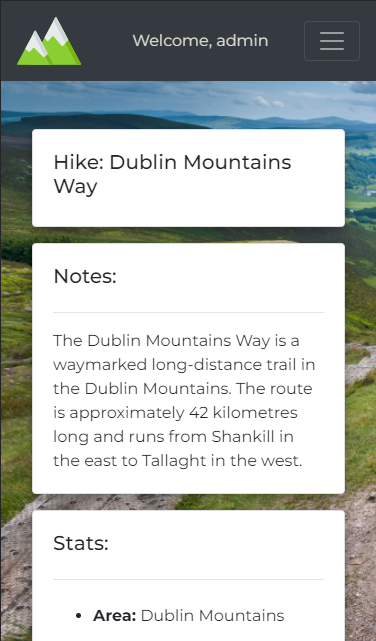 Welcome, admin
Hike: Dublin Mountains
Way
Notes:
The Dublin Mountains Way is a
waymarked long-distance trail in
the Dublin Mountains. The route
is approximately 42 kilometres
long and runs from Shankill in
the east to Tallaght in the west.
Stats:
Area: Dublin Mountains